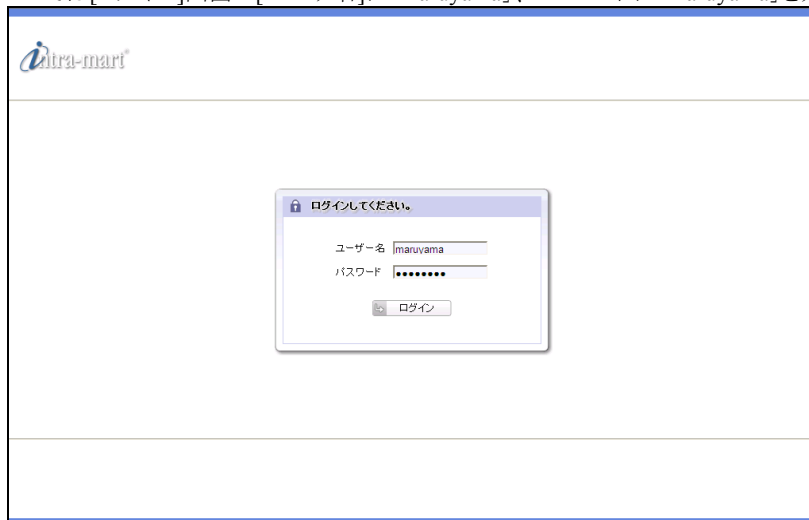 intra-mart
ログインしてください。
ユーザー名 maruyama
パスワード ••••••••
ログイン